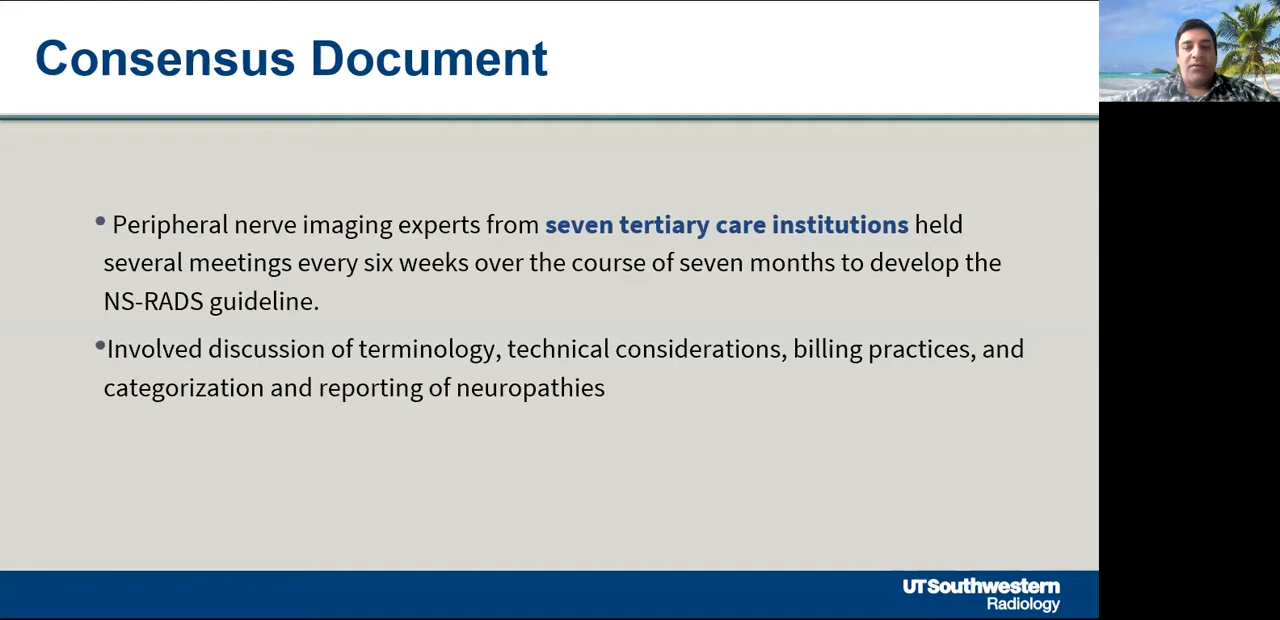 Consensus Document
• Peripheral nerve imaging experts from seven tertiary care institutions held
several meetings every six weeks over the course of seven months to develop the
NS-RADS guideline.
•Involved discussion of terminology, technical considerations, billing practices, and
categorization and reporting of neuropathies
UTSouthwestern
Radiology